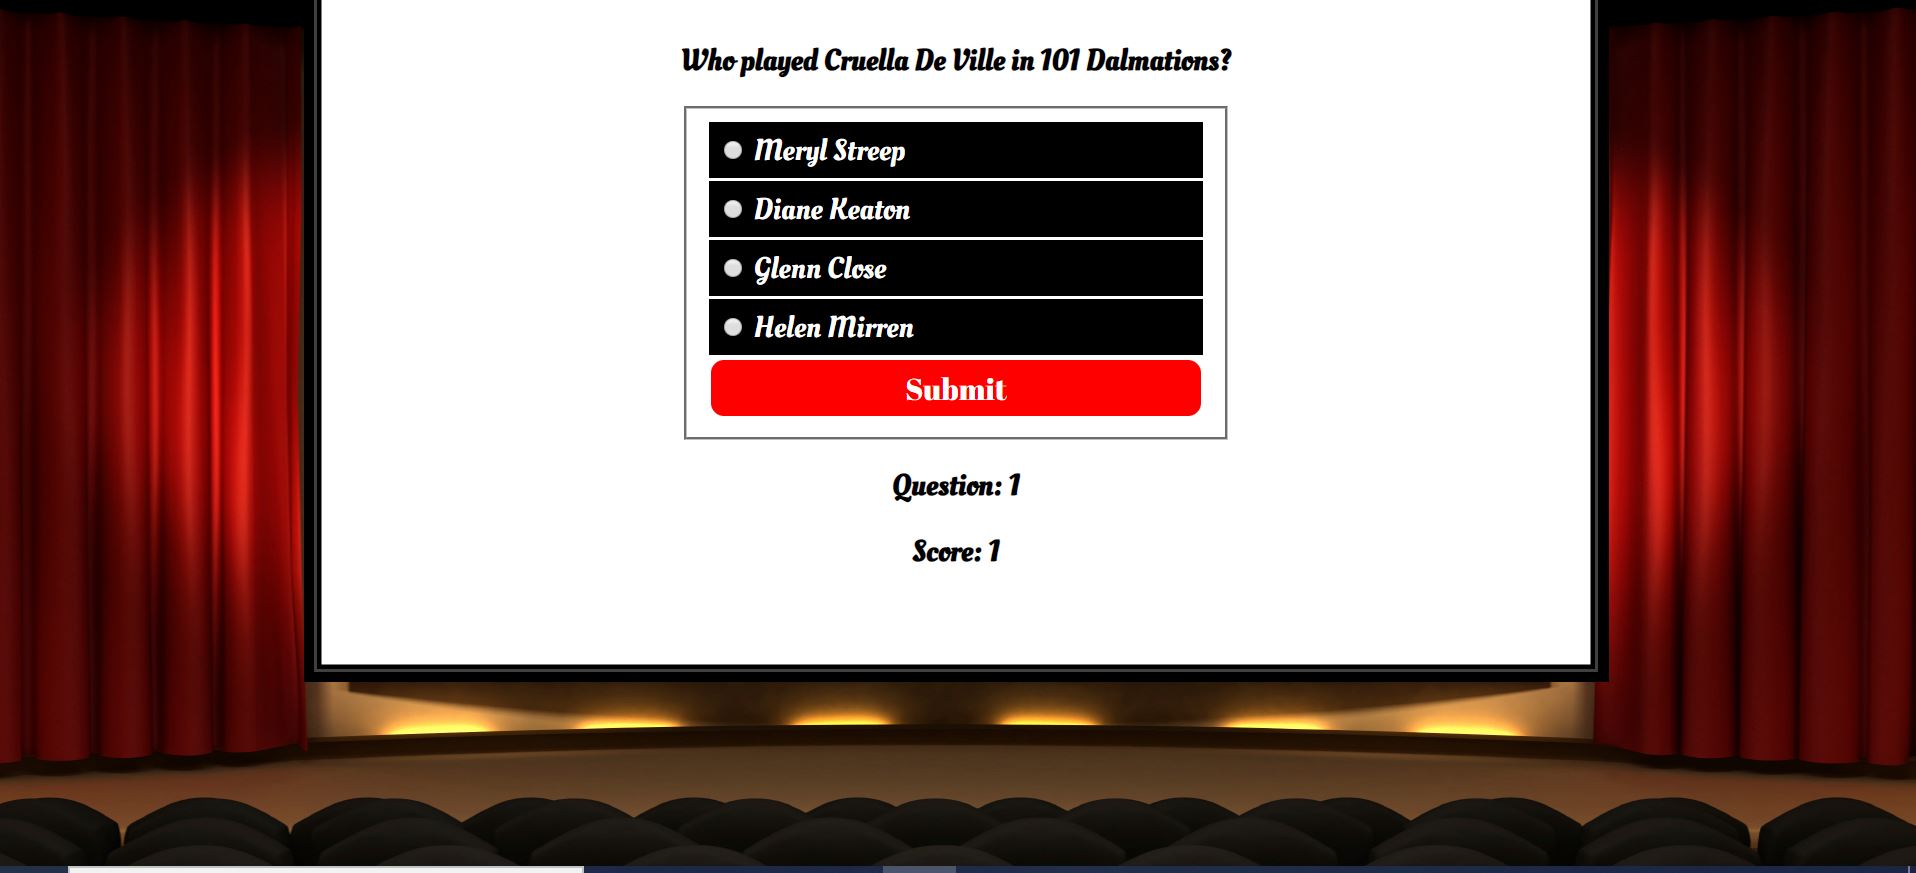 Who played Cruella De Ville in 101 Dalmations?
Meryl Streep
Diane Keaton
Glenn Close
Helen Mirren
Submit
Question: 1
Score: 1